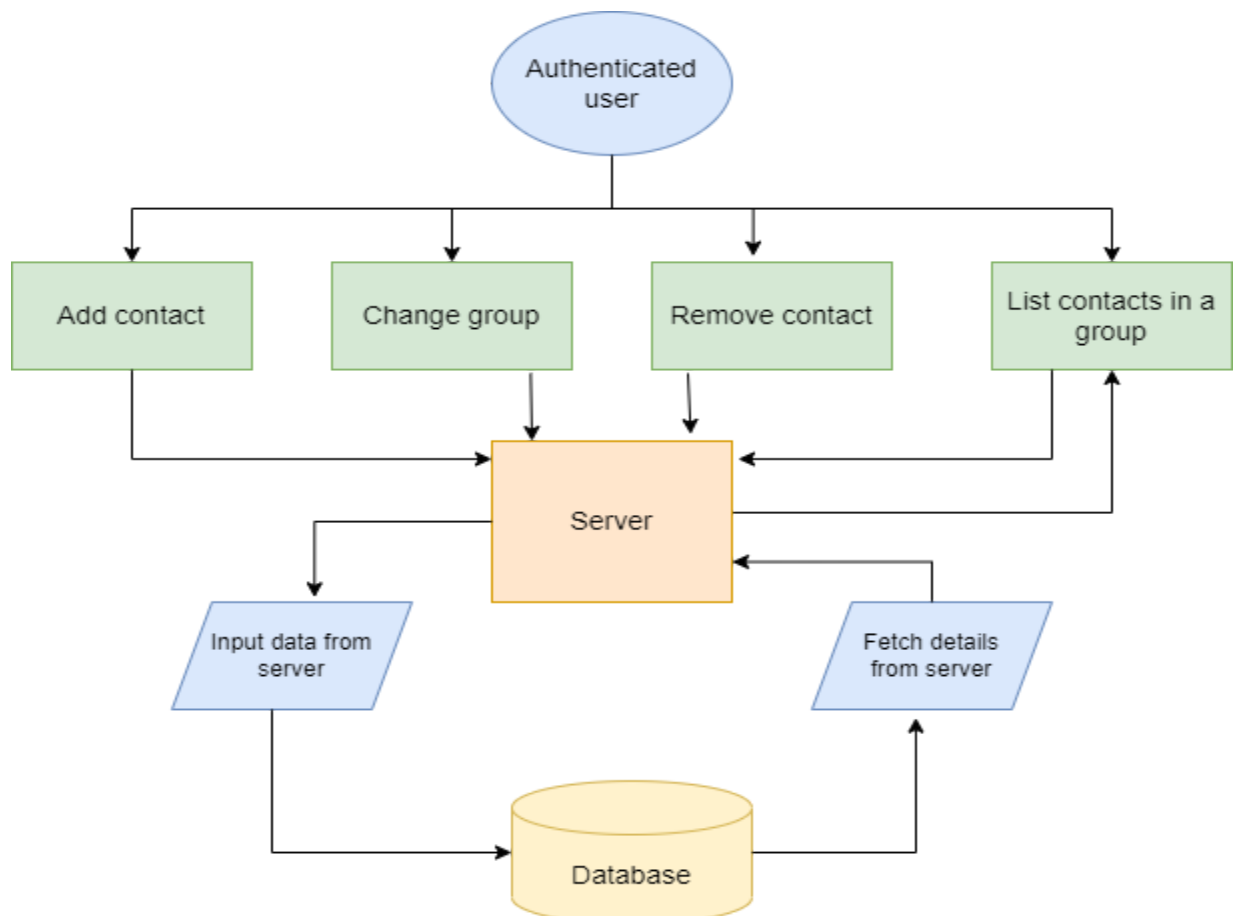 Authenticated
user
Add contact
Change group
Remove contact
List contacts in a
group
Server
Input data from
server
Fetch details
from server
Database